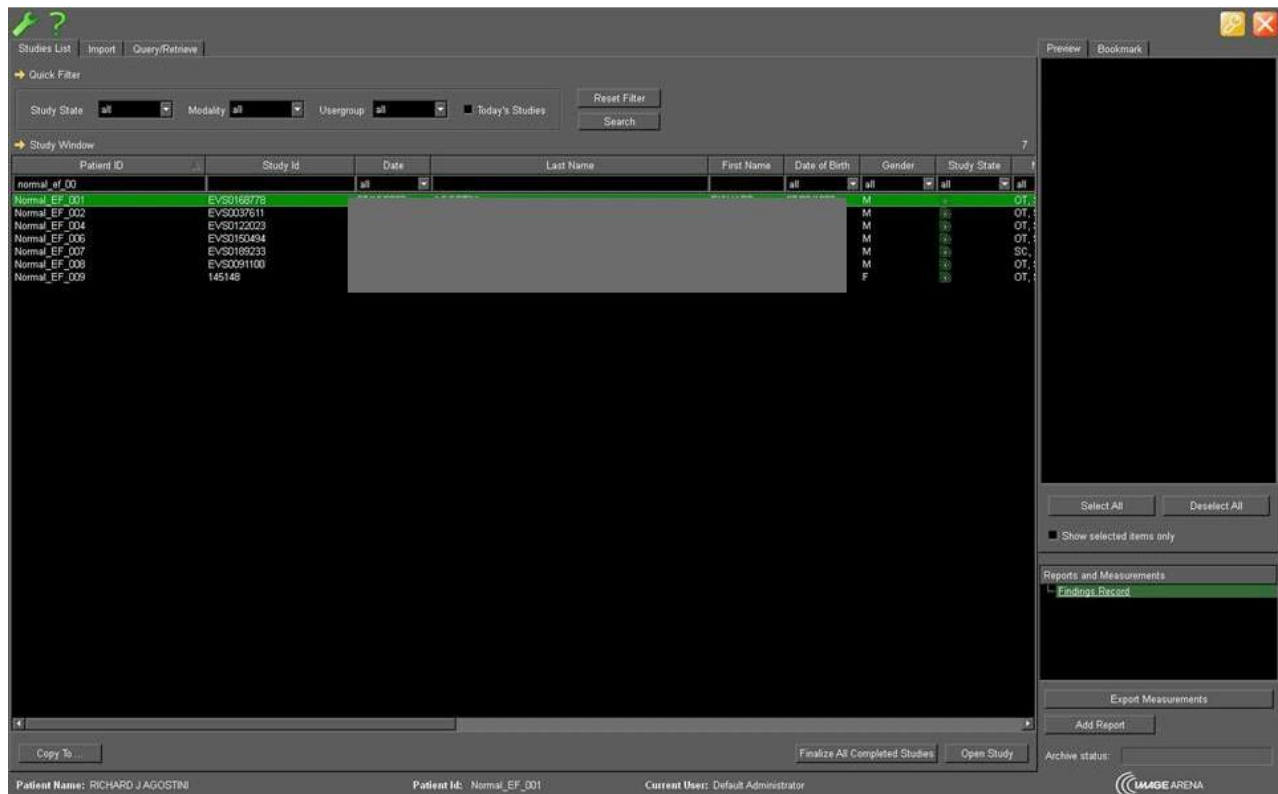 Studies List Import Query/Retrieve
Preview Bookmark
Quick Filter
Study State all Modality all Usergroup all Today's Studies
Reset Filter
Search
Study Window 7
Patient ID Study Id Date Last Name First Name Date of Birth Gender Study State
normal_ef_00 all all all all all
Normal_EF_001 EVS0168778 M OT,
Normal_EF_002 EVS0037611 M OT,
Normal_EF_004 EVS0122023 M OT,
Normal_EF_006 EVS0150494 M OT,
Normal_EF_007 EVS0189233 M SC,
Normal_EF_008 EVS0091100 M OT,
Normal_EF_009 145148 F OT,
Select All Deselect All
Show selected items only
Reports and Measurements
Findings Record
Export Measurements
Add Report
Copy To ... Finalize All Completed Studies Open Study
Archive status:
Patient Name: RICHARD J AGOSTINI Patient Id: Normal_EF_001 Current User: Default Administrator
IMAGE ARENA